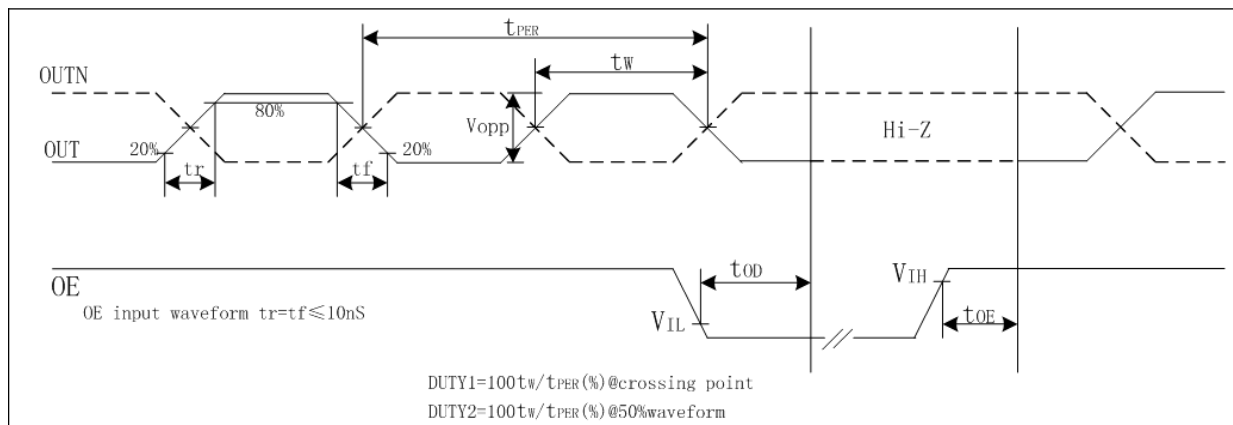 tPER
tW
OUTN
80%
Vopp
Hi-Z
OUT
20%
20%
tr
tf
OE
tOD
VIH
OE input waveform tr=tf≤10nS
VIL
tOE
DUTY1=100tW/tPER(%)@crossing point
DUTY2=100tW/tPER(%)@50%waveform